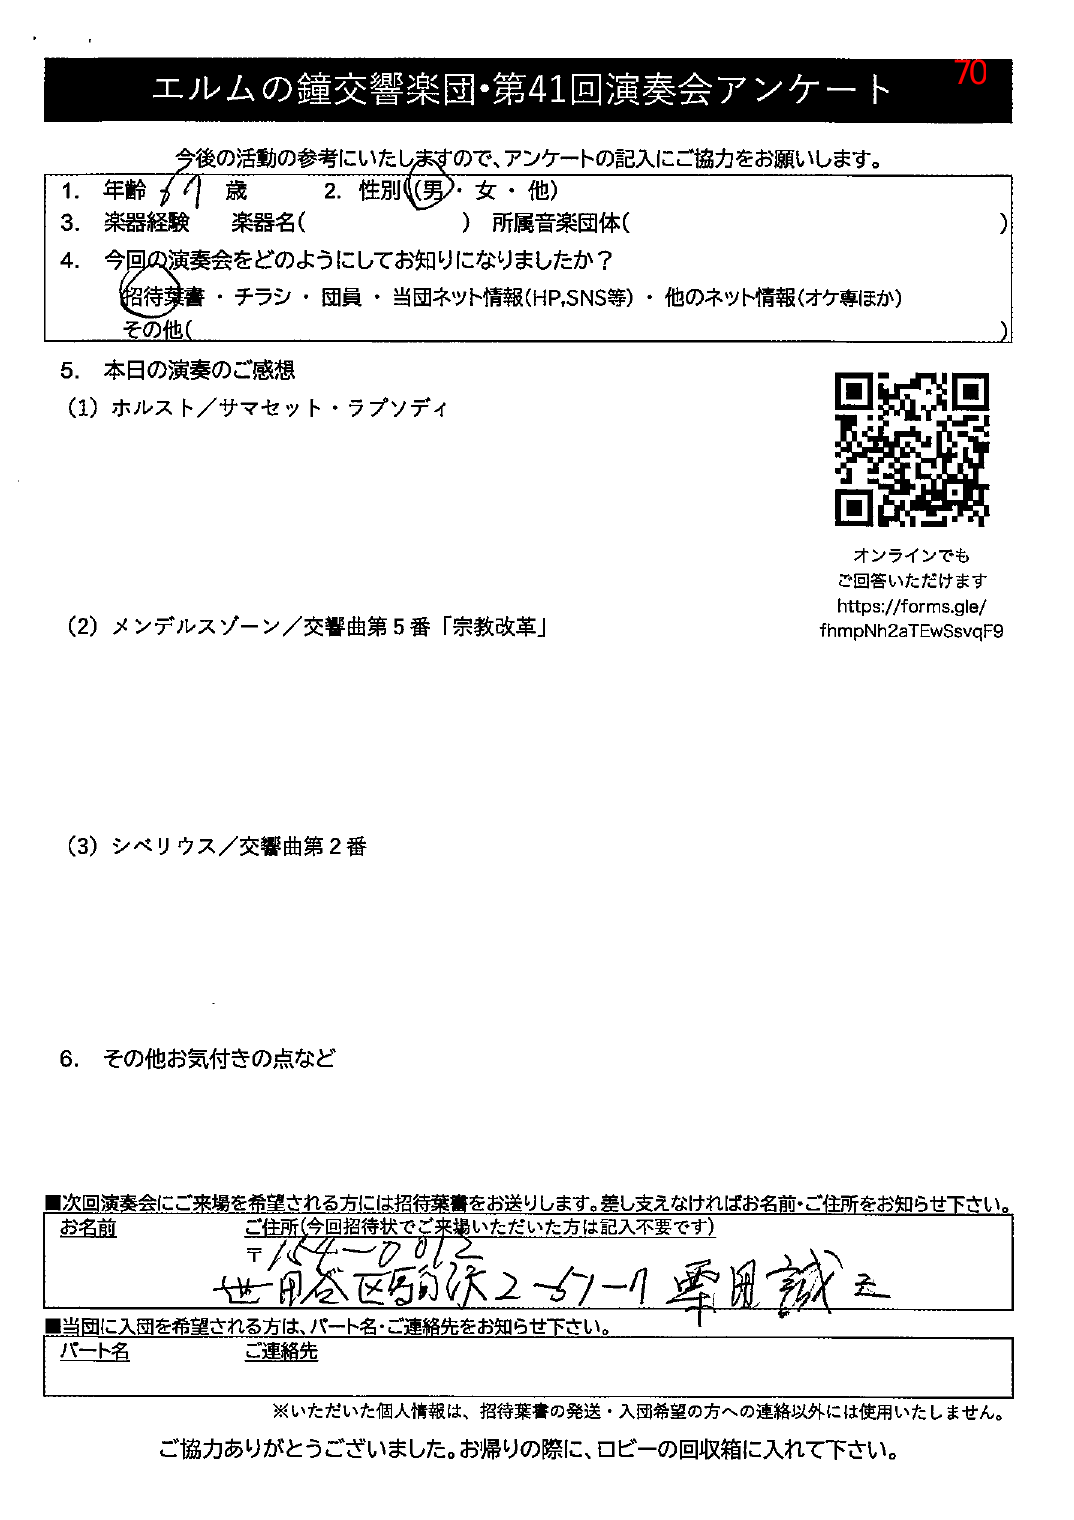 エルムの鐘交響楽団・第41回演奏会アンケート
70
今後の活動の参考にいたしますので、アンケートの記入にご協力をお願いします。
1. 年齢 67 歳 2. 性別(男・女・他)
3. 楽器経験 楽器名( ) 所属音楽団体( )
4. 今回の演奏会をどのようにしてお知りになりましたか?
招待葉書・チラシ・団員・当団ネット情報(HP,SNS等)・他のネット情報(オケ専ほか)
その他( )
5. 本日の演奏のご感想
(1) ホルスト/サマセット・ラプソディ
オンラインでも
ご回答いただけます
https://forms.gle/
fhmpNh2aTEwSsvqF9
(2) メンデルスゾーン/交響曲第5番「宗教改革」
(3) シベリウス/交響曲第2番
6. その他お気付きの点など
■次回演奏会にご来場を希望される方には招待葉書をお送りします。差し支えなければお名前・ご住所をお知らせ下さい。
お名前 ご住所(今回招待状でご来場いただいた方は記入不要です)
〒154-0012
世田谷区駒沢2-57-7 栗田誠
■当団に入団を希望される方は、パート名・ご連絡先をお知らせ下さい。
パート名 ご連絡先
※いただいた個人情報は、招待葉書の発送・入団希望の方への連絡以外には使用いたしません。
ご協力ありがとうございました。お帰りの際に、ロビーの回収箱に入れて下さい。